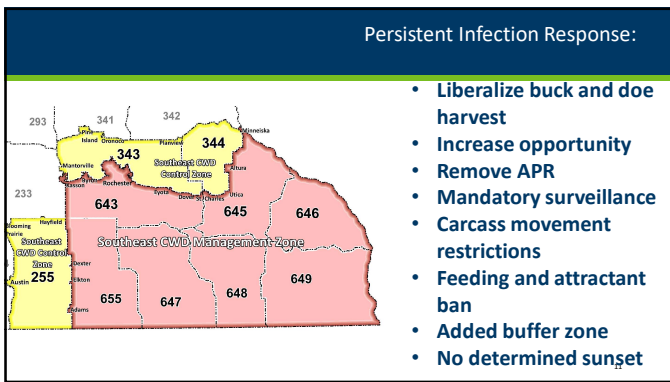 Persistent Infection Response:
• Liberalize buck and doe
harvest
• Increase opportunity
• Remove APR
• Mandatory surveillance
• Carcass movement
restrictions
• Feeding and attractant
ban
• Added buffer zone
• No determined sunset
11
293
341
342
Minneiska
Pine
Island
Oronoco
Plainview
344
343
Southeast CWD
Control Zone
Mantorville
Altura
233
Kasson
Byron
Rochester
Eyota
Dover
St Charles
Utica
643
645
646
Hayfield
Blooming
Prairie
Southeast
CWD Control
Zone
Southeast CWD Management Zone
255
Dexter
Austin
Elkton
655
647
648
649
Adams